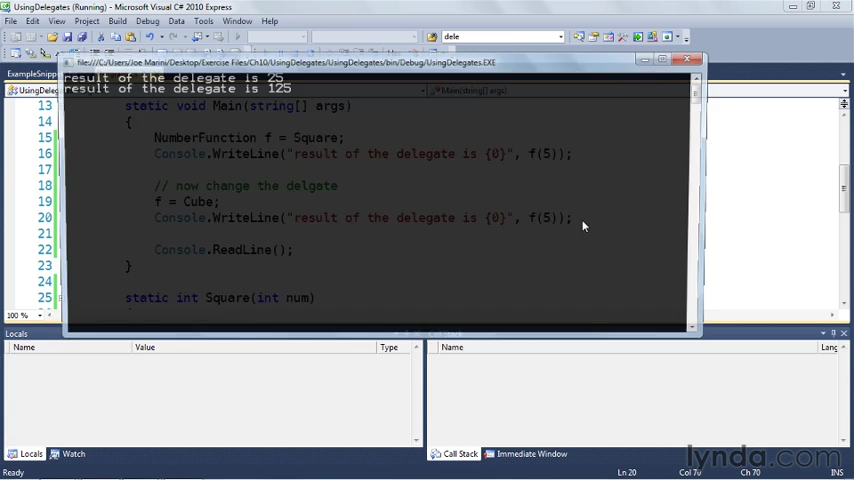 UsingDelegates (Running) - Microsoft Visual C# 2010 Express
File Edit View Project Build Debug Data Tools Window Help
dele
file:///C:/Users/Joe Marini/Desktop/Exercise Files/Ch10/UsingDelegates/UsingDelegates/bin/Debug/UsingDelegates.EXE
ExampleSnipp
result of the delegate is 25
UsingDeleg
result of the delegate is 125
Main(string[] args)
13 static void Main(string[] args)
14 {
15 NumberFunction f = Square;
16 Console.WriteLine("result of the delegate is {0}", f(5));
17
18 // now change the delgate
19 f = Cube;
20 Console.WriteLine("result of the delegate is {0}", f(5));
21
22 Console.ReadLine();
23 }
24
25 static int Square(int num)
100 %
Locals
Call Stack
Name Value Type
Name Lang
Locals Watch
Call Stack Immediate Window
lynda.com
Ready
Ln 20 Col 70 Ch 70 INS